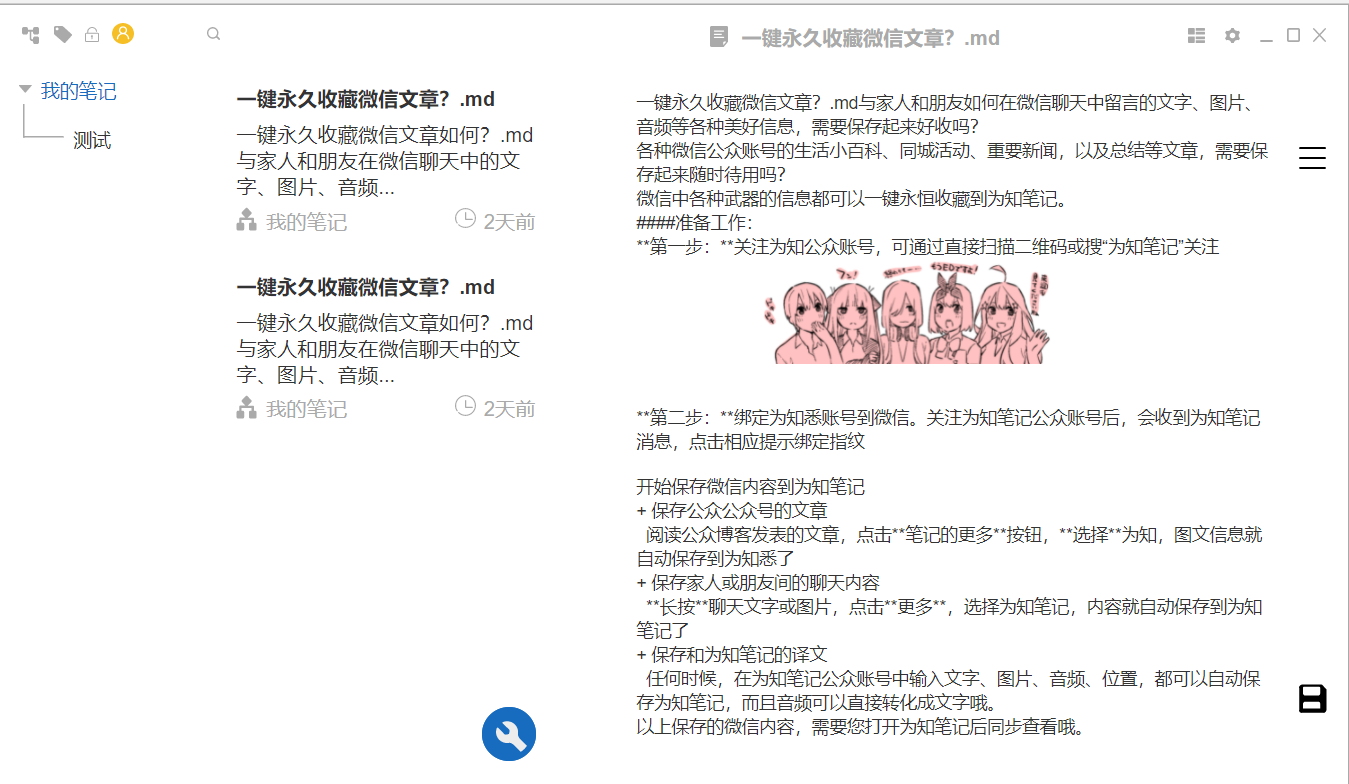 一键永久收藏微信文章？.md
我的笔记
测试
一键永久收藏微信文章？.md
一键永久收藏微信文章如何？.md
与家人和朋友在微信聊天中的文
字、图片、音频...
我的笔记
2天前
一键永久收藏微信文章？.md
一键永久收藏微信文章如何？.md
与家人和朋友在微信聊天中的文
字、图片、音频...
我的笔记
2天前
一键永久收藏微信文章？.md与家人和朋友如何在微信聊天中留言的文字、图片、
音频等各种美好信息，需要保存起来好收吗？
各种微信公众账号的生活小百科、同城活动、重要新闻，以及总结等文章，需要保
存起来随时待用吗？
微信中各种武器的信息都可以一键永恒收藏到为知笔记。
####准备工作：
**第一步：**关注为知公众账号，可通过直接扫描二维码或搜“为知笔记”关注
**第二步：**绑定为知悉账号到微信。关注为知笔记公众账号后，会收到为知笔记
消息，点击相应提示绑定指纹
开始保存微信内容到为知笔记
+ 保存公众公众号的文章
阅读公众博客发表的文章，点击**笔记的更多**按钮，**选择**为知，图文信息就
自动保存到为知悉了
+ 保存家人或朋友间的聊天内容
**长按**聊天文字或图片，点击**更多**，选择为知笔记，内容就自动保存到为知
笔记了
+ 保存和为知笔记的译文
任何时候，在为知笔记公众账号中输入文字、图片、音频、位置，都可以自动保
存为知笔记，而且音频可以直接转化成文字哦。
以上保存的微信内容，需要您打开为知笔记后同步查看哦。